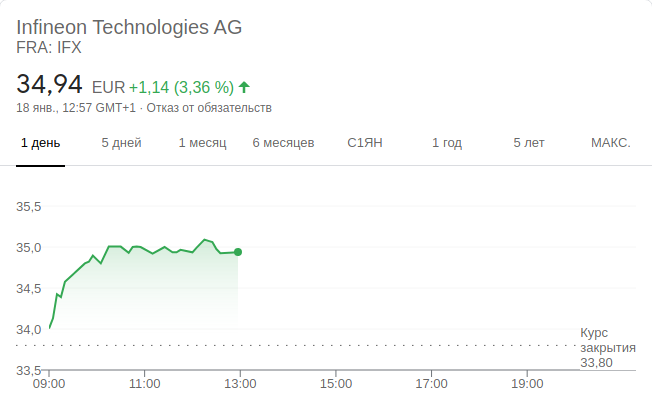 Infineon Technologies AG
FRA: IFX
34,94 EUR +1,14 (3,36 %)
18 янв., 12:57 GMT+1 · Отказ от обязательств
1 день 5 дней 1 месяц 6 месяцев С1ЯН 1 год 5 лет МАКС.
35,5
35,0
34,5
34,0
33,5
Курс
закрытия
33,80
09:00 11:00 13:00 15:00 17:00 19:00